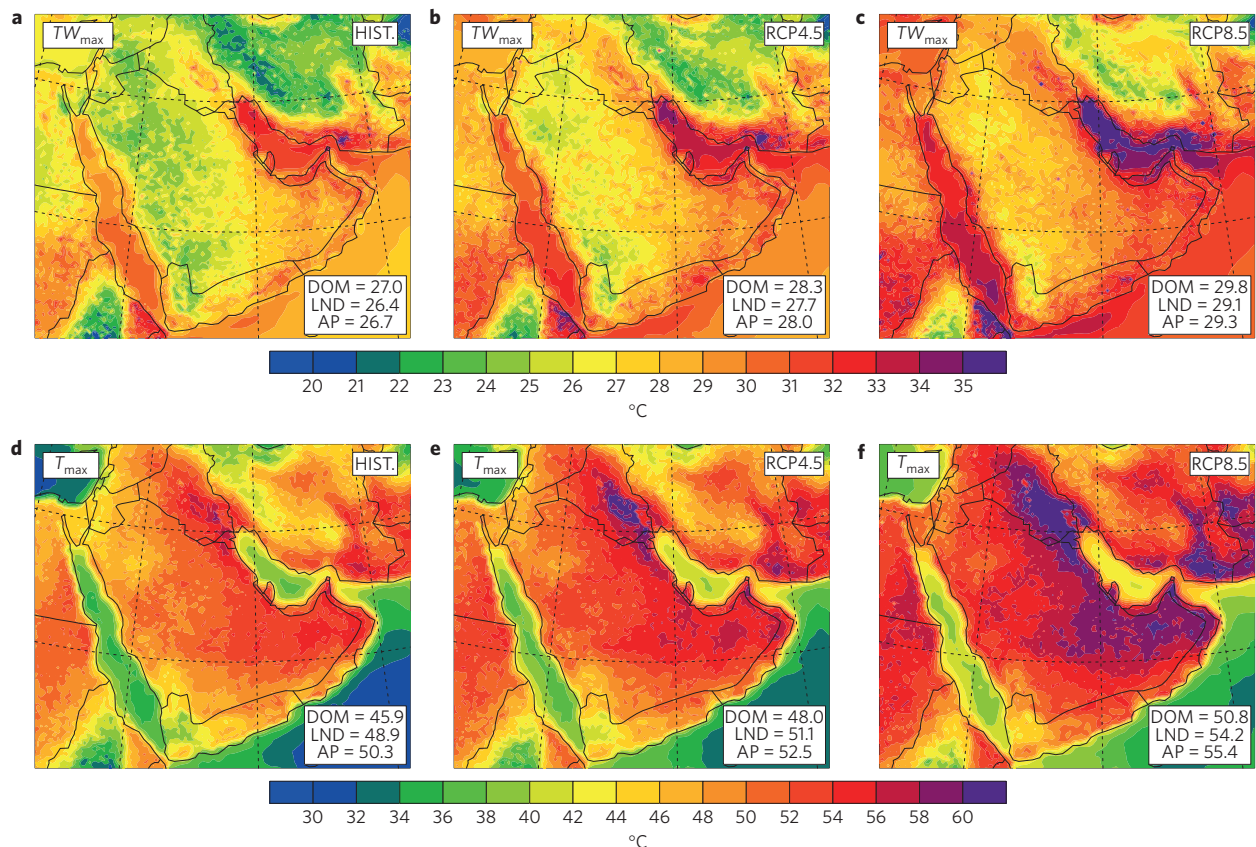 a
TWmax
HIST.
DOM = 27.0
LND = 26.4
AP = 26.7
b
TWmax
RCP4.5
DOM = 28.3
LND = 27.7
AP = 28.0
c
TWmax
RCP8.5
DOM = 29.8
LND = 29.1
AP = 29.3
20 21 22 23 24 25 26 27 28 29 30 31 32 33 34 35
°C
d
Tmax
HIST.
DOM = 45.9
LND = 48.9
AP = 50.3
e
Tmax
RCP4.5
DOM = 48.0
LND = 51.1
AP = 52.5
f
Tmax
RCP8.5
DOM = 50.8
LND = 54.2
AP = 55.4
30 32 34 36 38 40 42 44 46 48 50 52 54 56 58 60
°C